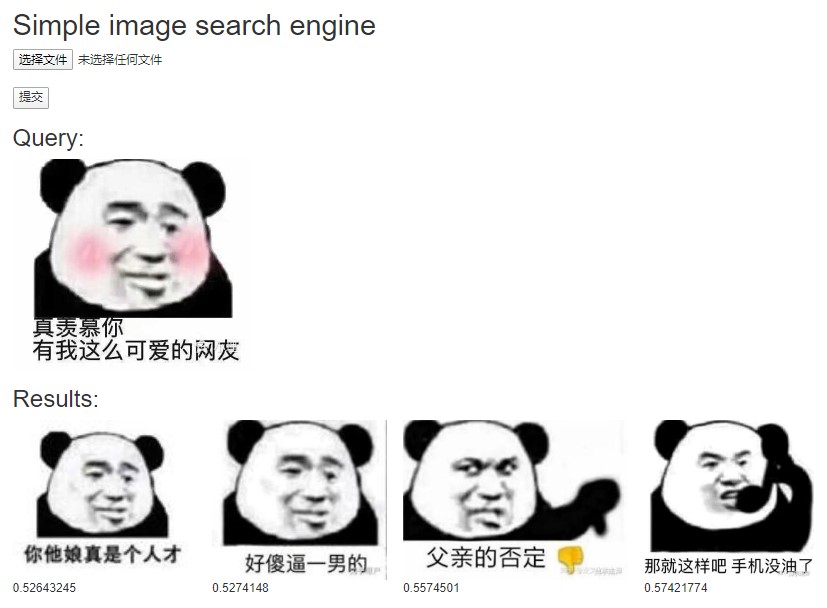 Simple image search engine
选择文件 未选择任何文件
提交
Query:
真羡慕你
有我这么可爱的网友
Results:
你他娘真是个人才
好傻逼一男的
父亲的否定
那就这样吧 手机没油了
0.52643245
0.5274148
0.5574501
0.57421774